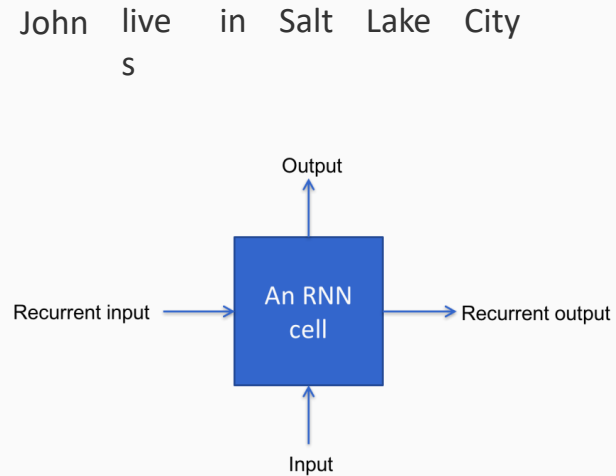 John live in Salt Lake City
s
Output
An RNN
cell
Recurrent input
Recurrent output
Input